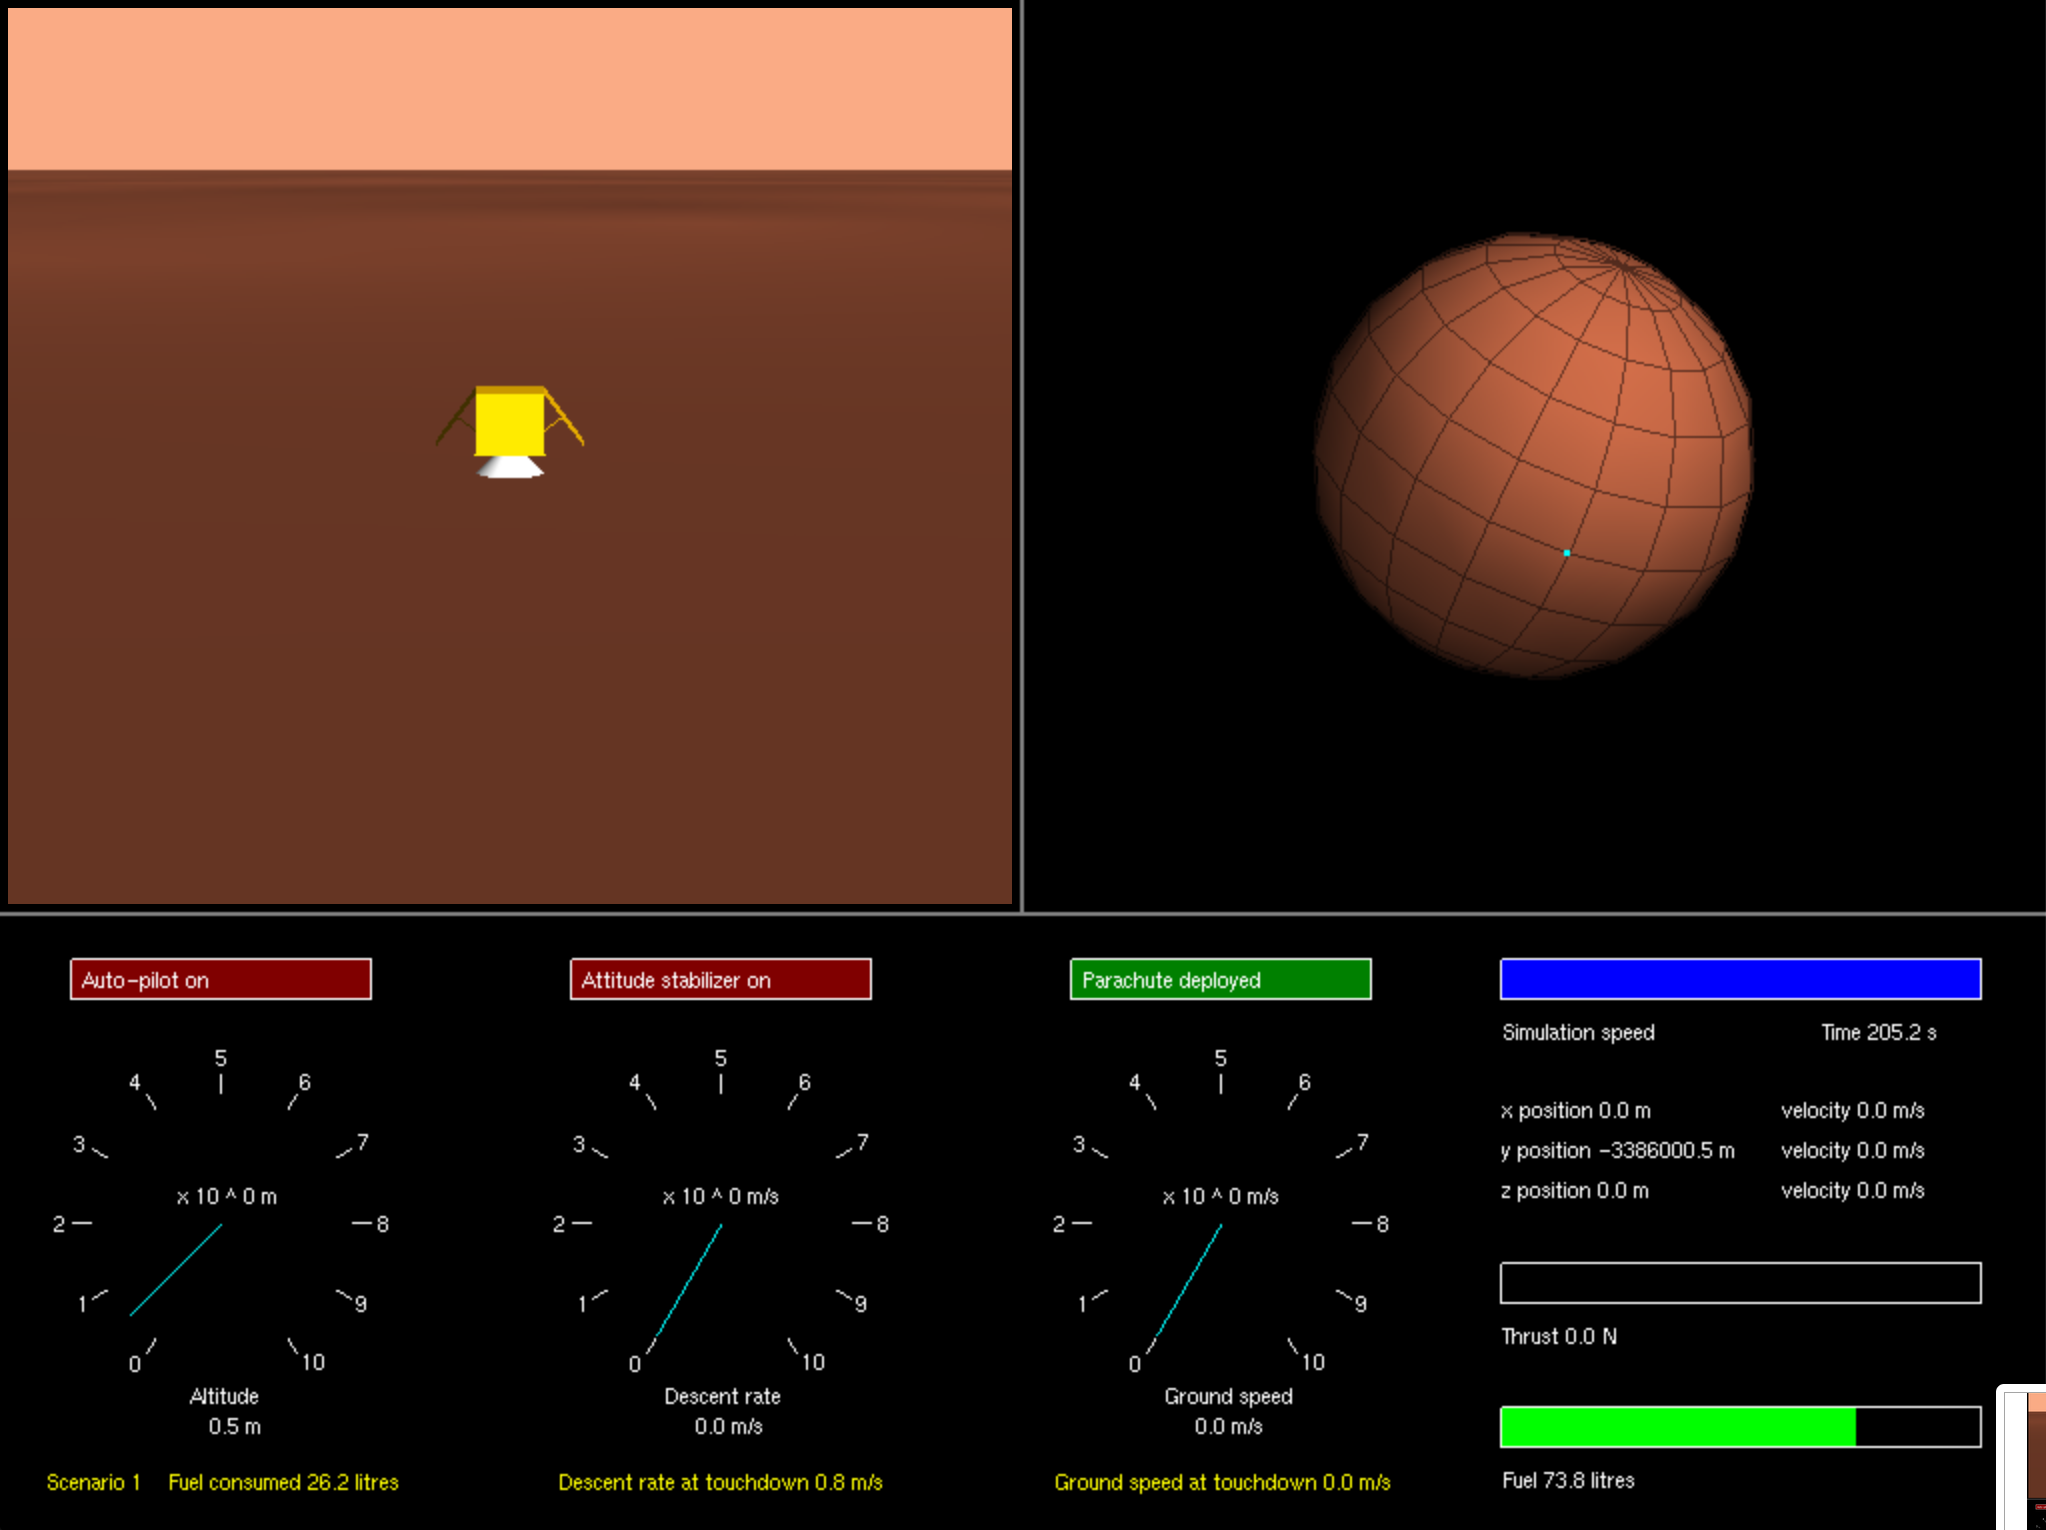 Auto-pilot on
Attitude stabilizer on
Parachute deployed
Simulation speed
Time 205.2 s
x position 0.0 m
velocity 0.0 m/s
y position -3386000.5 m
velocity 0.0 m/s
z position 0.0 m
velocity 0.0 m/s
0
1
2
3
4
5
6
7
8
9
10
x 10 ^ 0 m
Altitude
0.5 m
0
1
2
3
4
5
6
7
8
9
10
x 10 ^ 0 m/s
Descent rate
0.0 m/s
0
1
2
3
4
5
6
7
8
9
10
x 10 ^ 0 m/s
Ground speed
0.0 m/s
Thrust 0.0 N
Fuel 73.8 litres
Scenario 1
Fuel consumed 26.2 litres
Descent rate at touchdown 0.8 m/s
Ground speed at touchdown 0.0 m/s